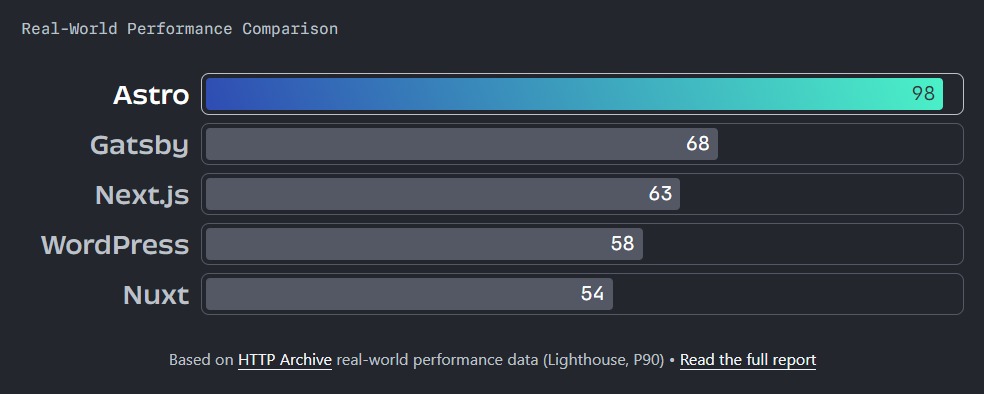 Real-World Performance Comparison
Astro 98
Gatsby 68
Next.js 63
WordPress 58
Nuxt 54
Based on HTTP Archive real-world performance data (Lighthouse, P90) • Read the full report